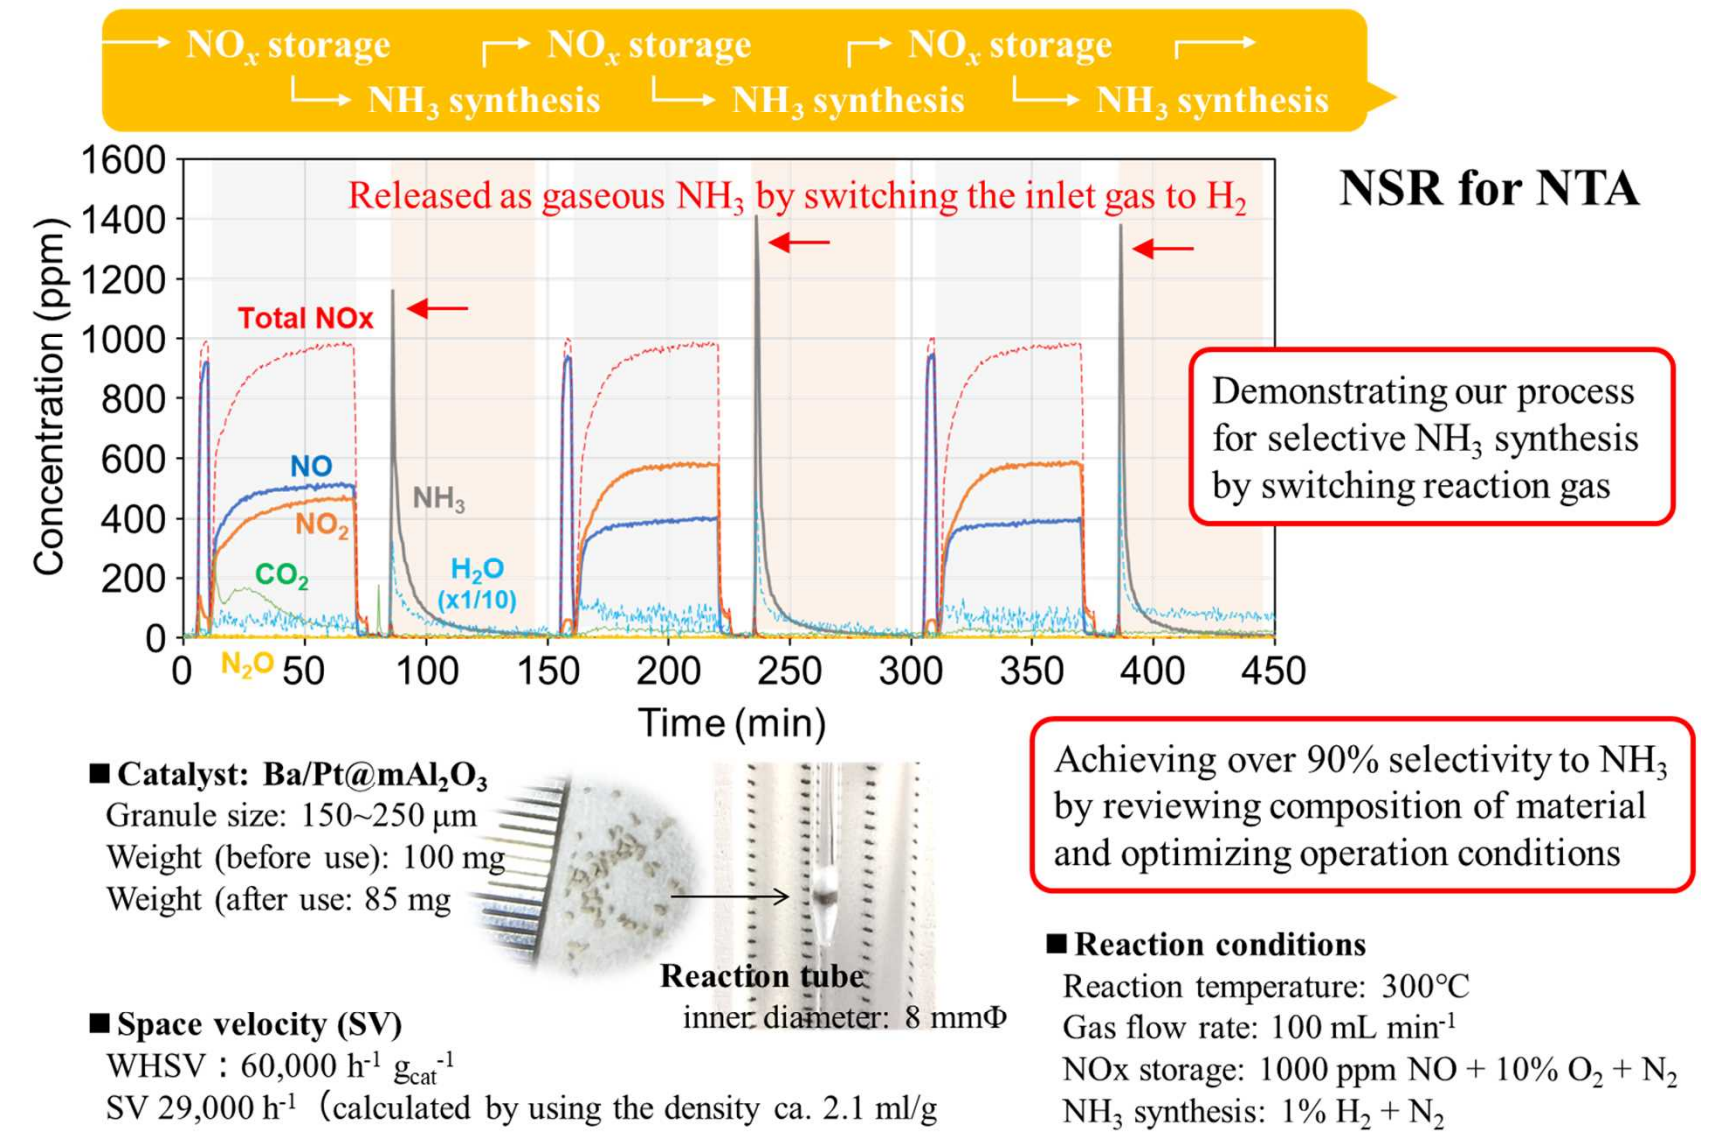 NOx storage NOx storage NOx storage
NH3 synthesis NH3 synthesis NH3 synthesis
NSR for NTA
Released as gaseous NH3 by switching the inlet gas to H2
Concentration (ppm)
1600
1400
1200
1000
800
600
400
200
0
Total NOx
NO
NO2
CO2
N2O
NH3
H2O
(x1/10)
0 50 100 150 200 250 300 350 400 450
Time (min)
Demonstrating our process
for selective NH3 synthesis
by switching reaction gas
Achieving over 90% selectivity to NH3
by reviewing composition of material
and optimizing operation conditions
■ Catalyst: Ba/Pt@mAl2O3
Granule size: 150~250 μm
Weight (before use): 100 mg
Weight (after use: 85 mg
Reaction tube
inner diameter: 8 mmΦ
■ Space velocity (SV)
WHSV : 60,000 h-1 gcat-1
SV 29,000 h-1 (calculated by using the density ca. 2.1 ml/g
■ Reaction conditions
Reaction temperature: 300℃
Gas flow rate: 100 mL min-1
NOx storage: 1000 ppm NO + 10% O2 + N2
NH3 synthesis: 1% H2 + N2